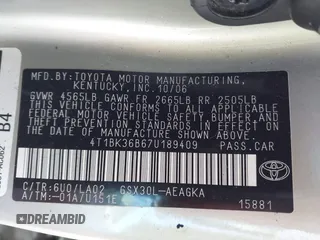 MFD.BY:TOYOTA MOTOR MANUFACTURING,
KENTUCKY,INC.10/06
GVWR 4565LB GAWR FR 2665LB RR 2505LB
THIS VEHICLE CONFORMS TO ALL APPLICABLE
FEDERAL MOTOR VEHICLE SAFETY, BUMPER, AND
THEFT PREVENTION STANDARDS IN EFFECT ON
THE DATE OF MANUFACTURE SHOWN ABOVE.
4T1BK36B67U189409 PASS.CAR
C/TR:6U0/LA02 GSX30L-AEAGKA
A/TM:-01A/U151E
15881
TOYOTA
B4
© DREAMBID